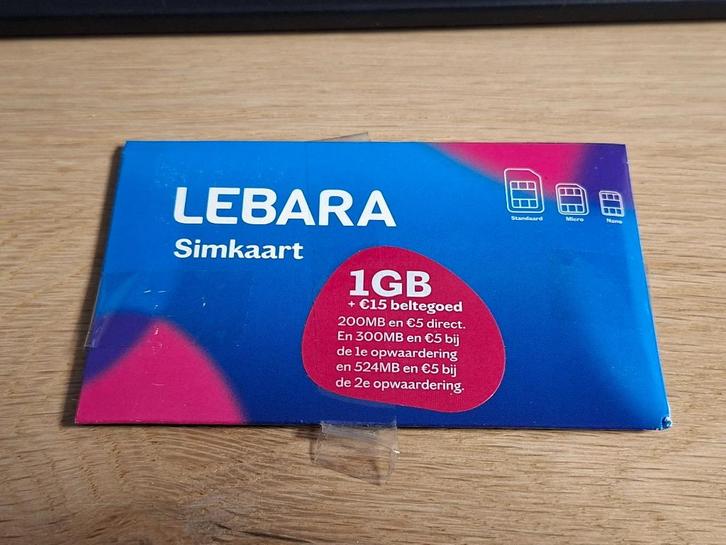 LEBARA
Simkaart
Standaard Micro Nano
1GB
+ €15 beltegoed
200MB en €5 direct.
En 300MB en €5 bij
de 1e opwaardering
en 524MB en €5 bij
de 2e opwaardering.